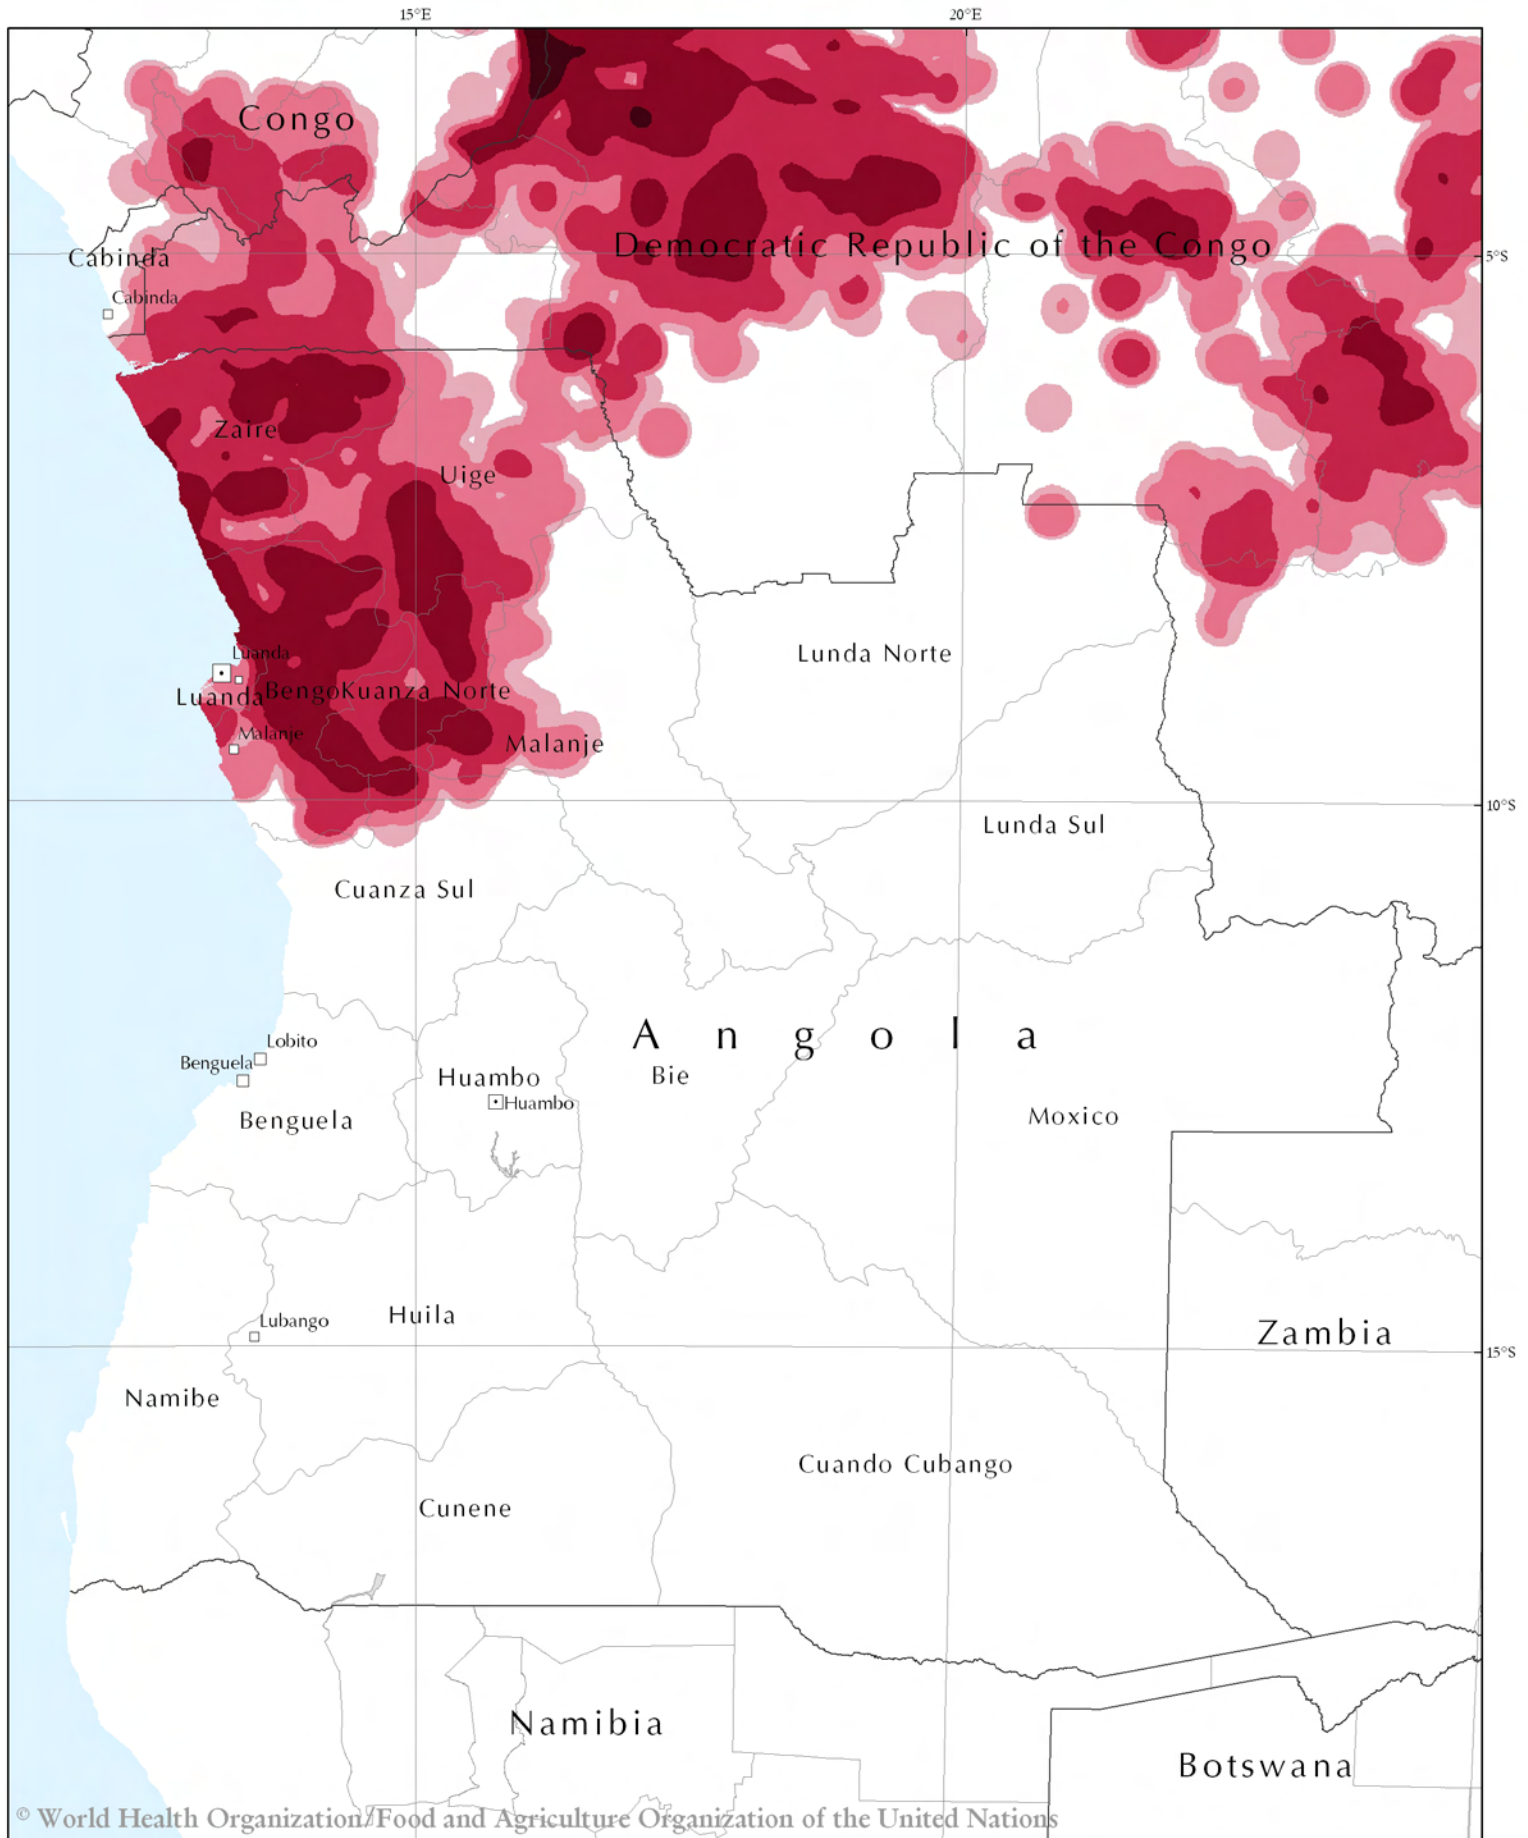 15°E
20°E
Congo
Democratic Republic of the Congo
5°S
Cabinda
Cabinda
Zaire
Uige
Luanda
Lunda Norte
Luanda
Bengo
Kuanza Norte
Malanje
Malanje
10°S
Lunda Sul
Cuanza Sul
Angola
Lobito
Benguela
Huambo
Bie
Huambo
Benguela
Moxico
Lubango
Huila
Zambia
15°S
Namibe
Cuando Cubango
Cunene
Namibia
Botswana
© World Health Organization/Food and Agriculture Organization of the United Nations